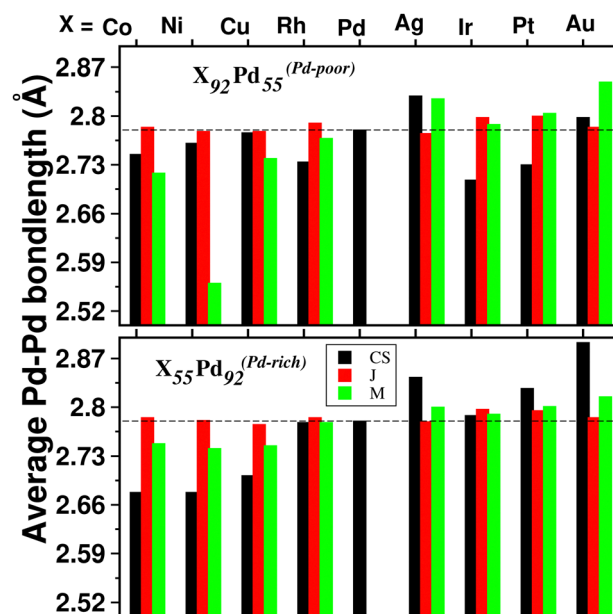 X = Co Ni Cu Rh Pd Ag Ir Pt Au
Average Pd-Pd bondlength (Å)
2.87
X92Pd55(Pd-poor)
2.8
2.73
2.66
2.59
2.52
2.87
X55Pd92(Pd-rich)
CS
J
M
2.8
2.73
2.66
2.59
2.52